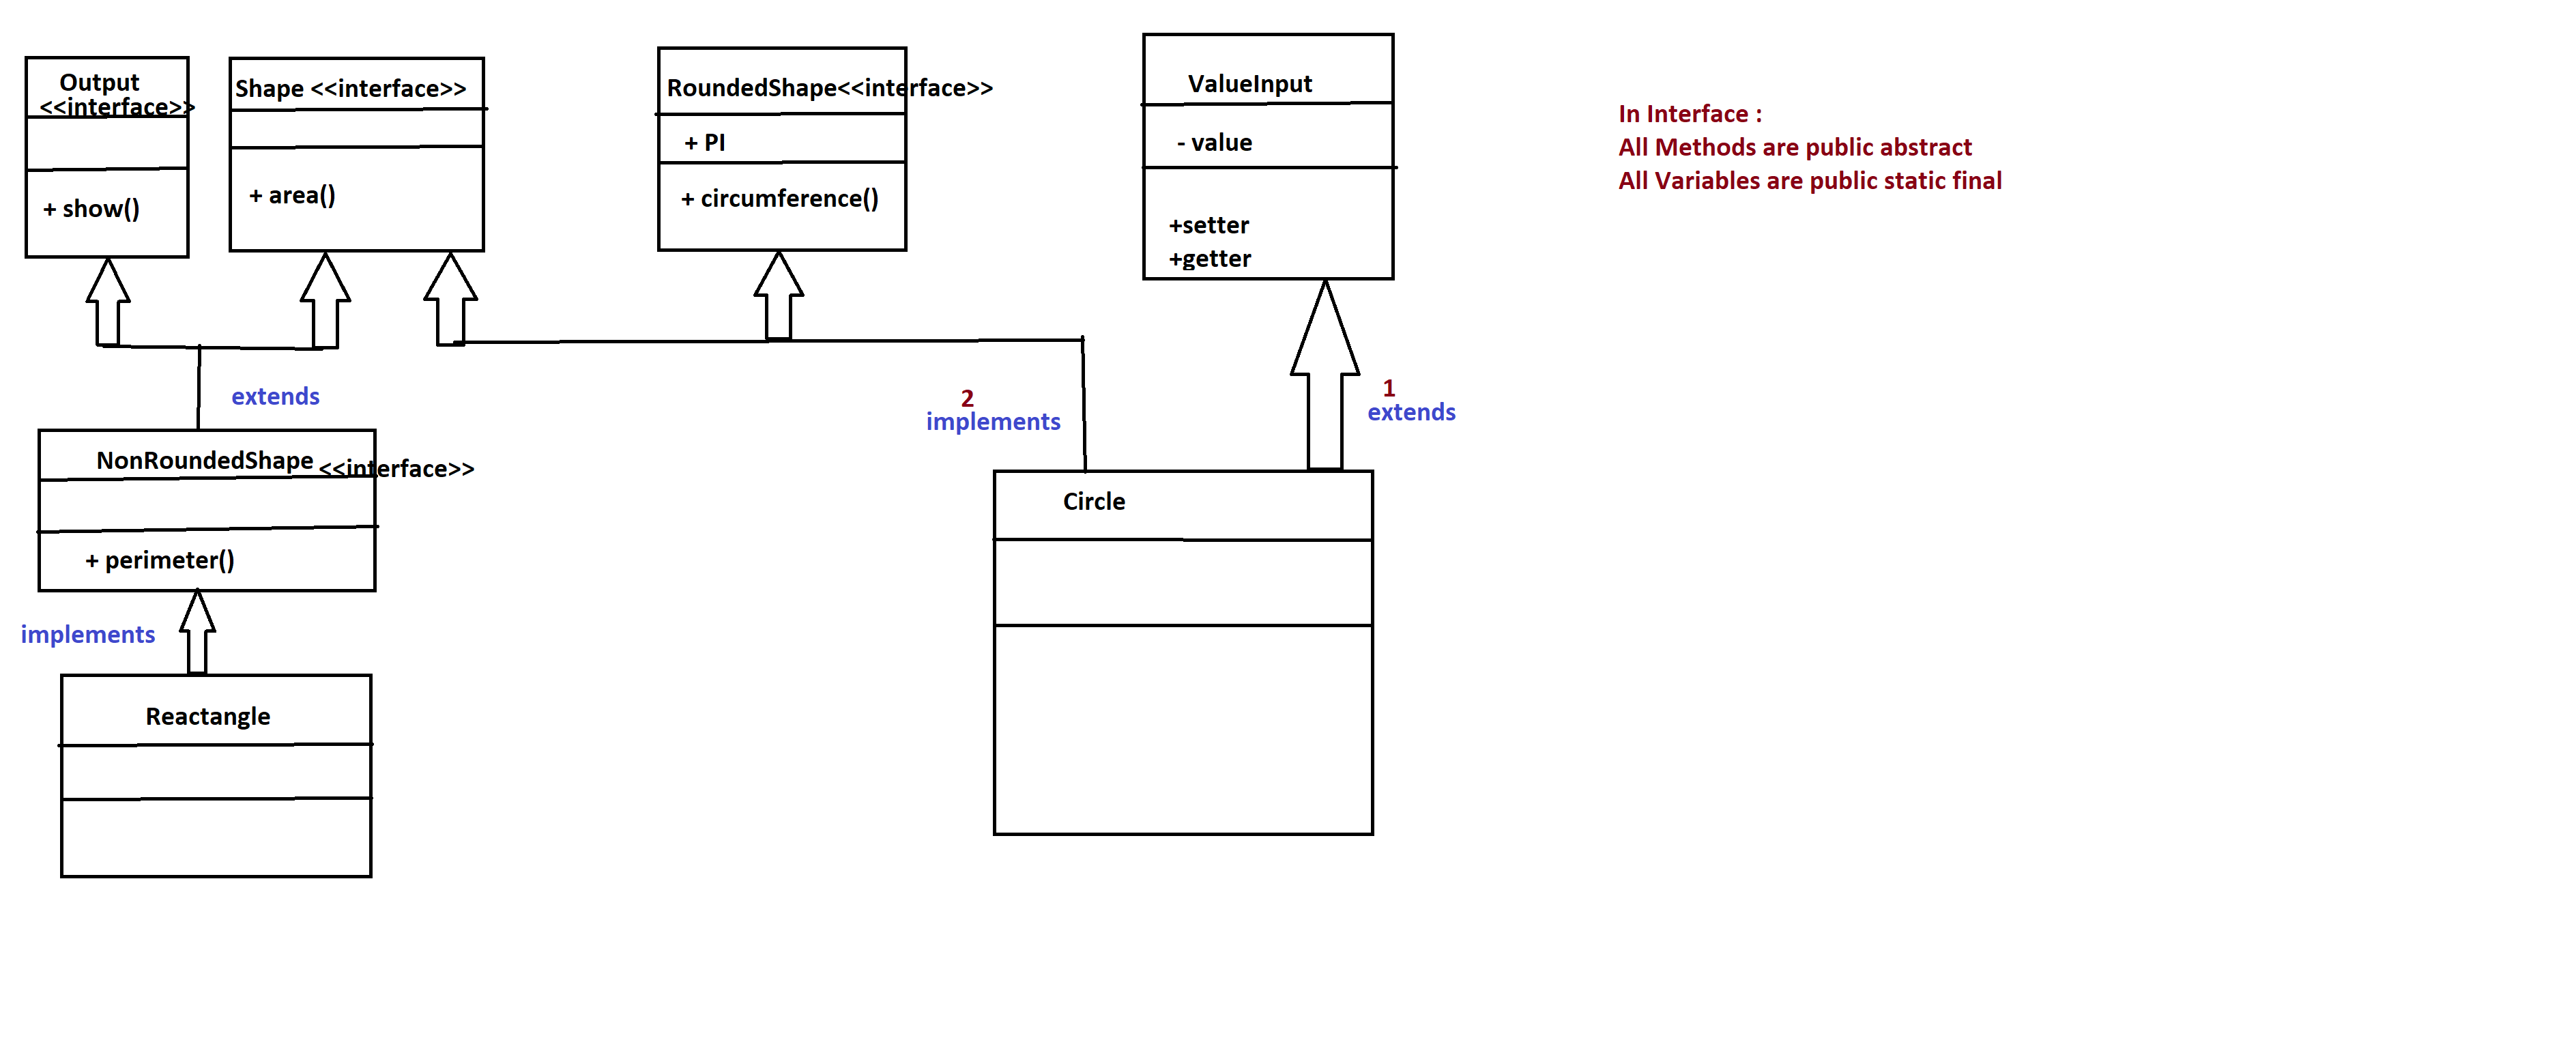 Output
<<interface>>
+ show()
Shape <<interface>>
+ area()
RoundedShape<<interface>>
+ PI
+ circumference()
ValueInput
- value
+setter
+getter
In Interface :
All Methods are public abstract
All Variables are public static final
extends
2
implements
1
extends
NonRoundedShape <<interface>>
+ perimeter()
implements
Reactangle
Circle